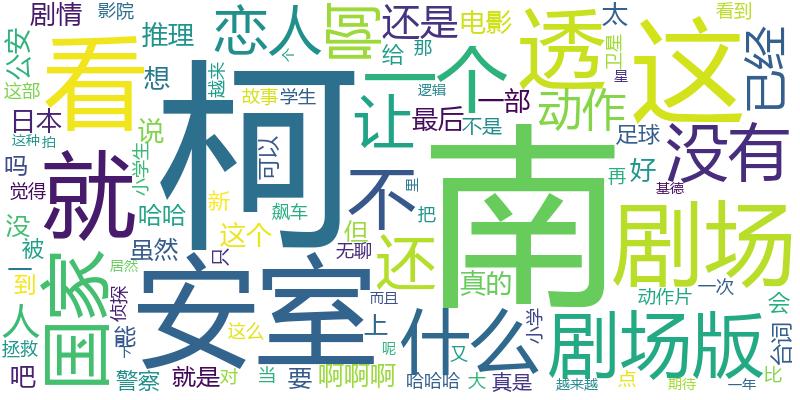 剧情
影院
推理
恋人
啊
还是
电影
太
看到
公安
越来
想
给
那
卫星
已经
这部
看
柯
故事
学生
一个
逻辑
透
这
这种
拍
日本
说
让
最后
一部
不是
动作
足球
没有
吗
小学生
可以
南
好
再
觉得
就
哈哈
新
不
里
基德
没
被
虽然
这个
飙车
但
把
还
剧场
一
到
国家
居然
侦探
安室
只
无聊
真的
人
能
这么
而且
上
什么
动作片
一次
会
拯救
呢
又
小学
剧场版
台词
吧
警察
就是
对
当
要
啊啊啊
哈哈哈
大
真是
越来越
点
期待
一年
比
星
个